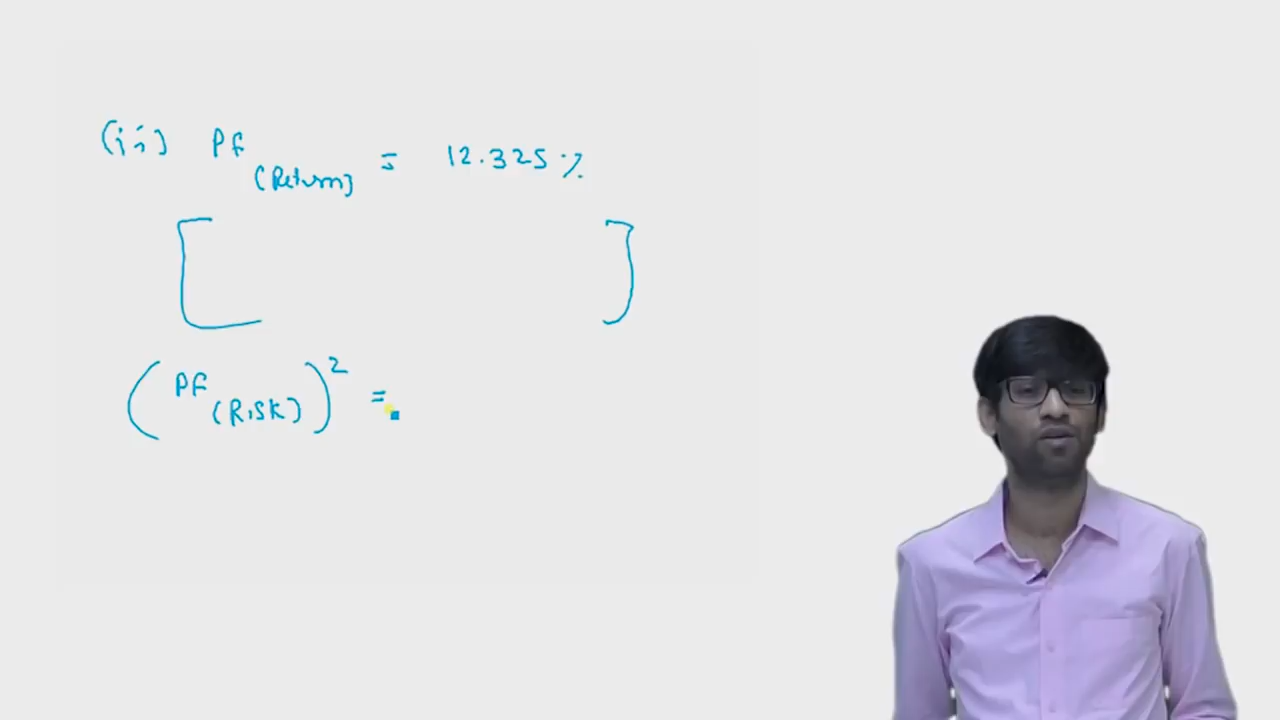 (ii) Pf (Return) = 12.325%
[ ]
(Pf (Risk))² =